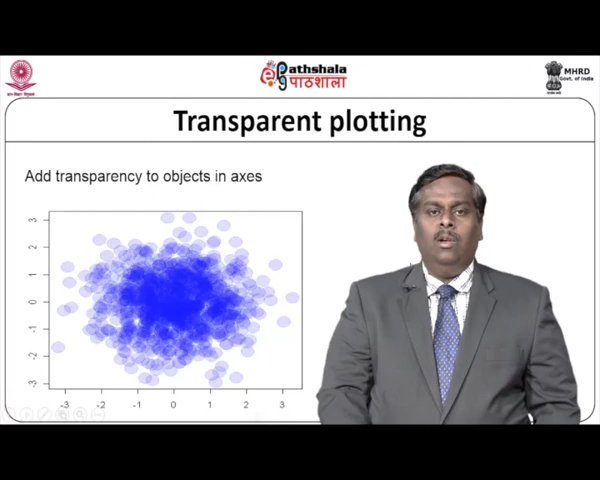 Pathshala
पाठशाला
MHRD
Govt. of India
Transparent plotting
Add transparency to objects in axes
3
2
1
0
-1
-2
-3
-3 -2 -1 0 1 2 3